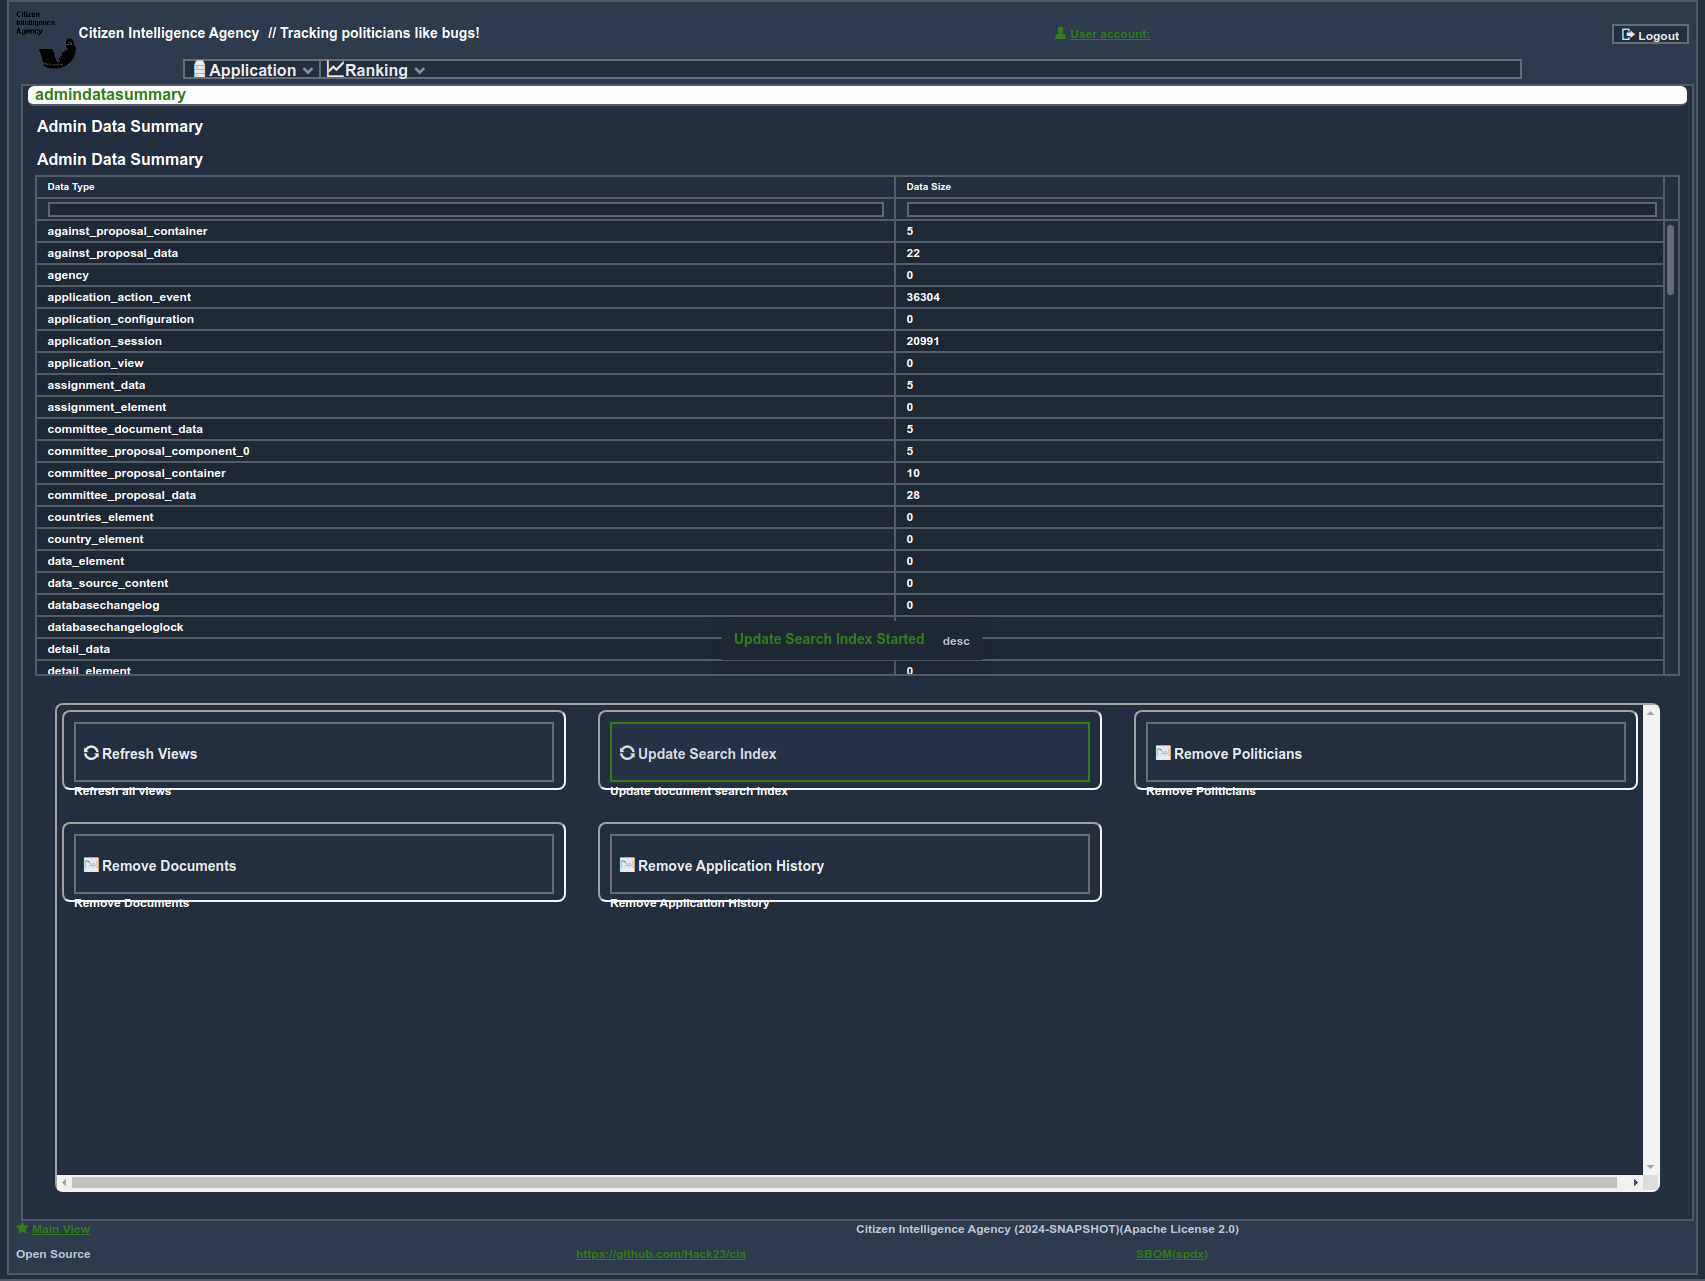 Citizen
Intelligence
Agency
Citizen Intelligence Agency // Tracking politicians like bugs!
User account:
Logout
Application
Ranking
admindatasummary
Admin Data Summary
Admin Data Summary
Data Type Data Size
against_proposal_container 5
against_proposal_data 22
agency 0
application_action_event 36304
application_configuration 0
application_session 20991
application_view 0
assignment_data 5
assignment_element 0
committee_document_data 5
committee_proposal_component_0 5
committee_proposal_container 10
committee_proposal_data 28
countries_element 0
country_element 0
data_element 0
data_source_content 0
databasechangelog 0
databasechangeloglock
detail_data
detail_element 0
Update Search Index Started desc
Refresh Views
Refresh all views
Update Search Index
Update document search index
Remove Politicians
Remove Politicians
Remove Documents
Remove Documents
Remove Application History
Remove Application History
Main View
Citizen Intelligence Agency (2024-SNAPSHOT)(Apache License 2.0)
Open Source
https://github.com/Hack23/cia
SBOM(spdx)